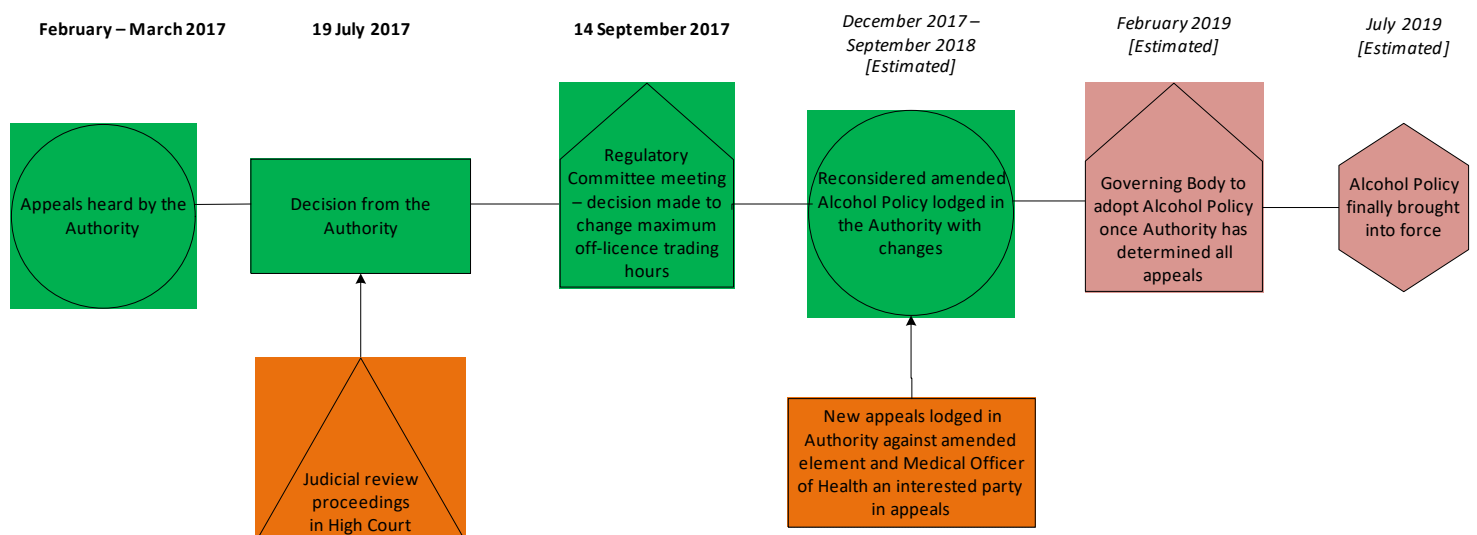 February – March 2017
19 July 2017
14 September 2017
December 2017 –
September 2018
[Estimated]
February 2019
[Estimated]
July 2019
[Estimated]
Appeals heard by the
Authority
Decision from the
Authority
Regulatory
Committee meeting
– decision made to
change maximum
off-licence trading
hours
Reconsidered amended
Alcohol Policy lodged in
the Authority with
changes
Governing Body to
adopt Alcohol Policy
once Authority has
determined all
appeals
Alcohol Policy
finally brought
into force
Judicial review
proceedings
in High Court
New appeals lodged in
Authority against amended
element and Medical Officer
of Health an interested party
in appeals